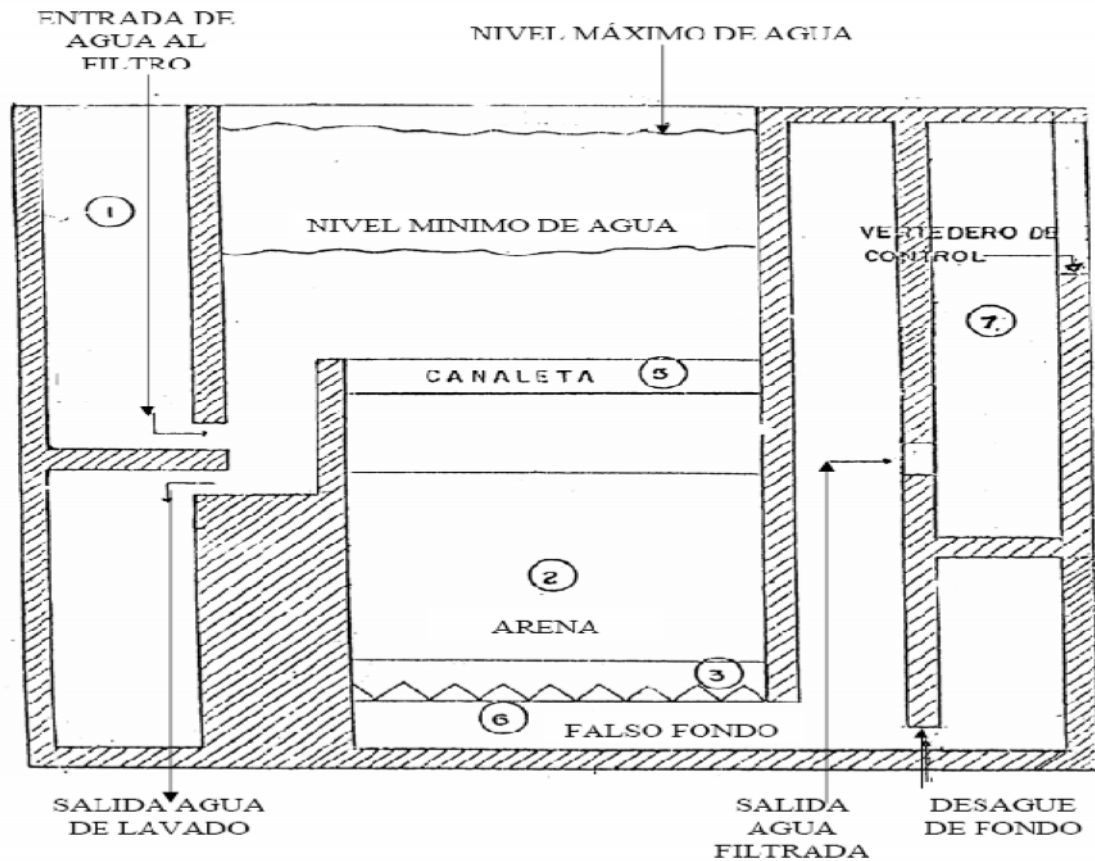 ENTRADA DE
AGUA AL
FILTRO
NIVEL MÁXIMO DE AGUA
1
NIVEL MINIMO DE AGUA
VERTEDERO DE
CONTROL
7
CANALETA 5
2
ARENA
3
6
FALSO FONDO
SALIDA AGUA
DE LAVADO
SALIDA
AGUA
FILTRADA
DESAGUE
DE FONDO